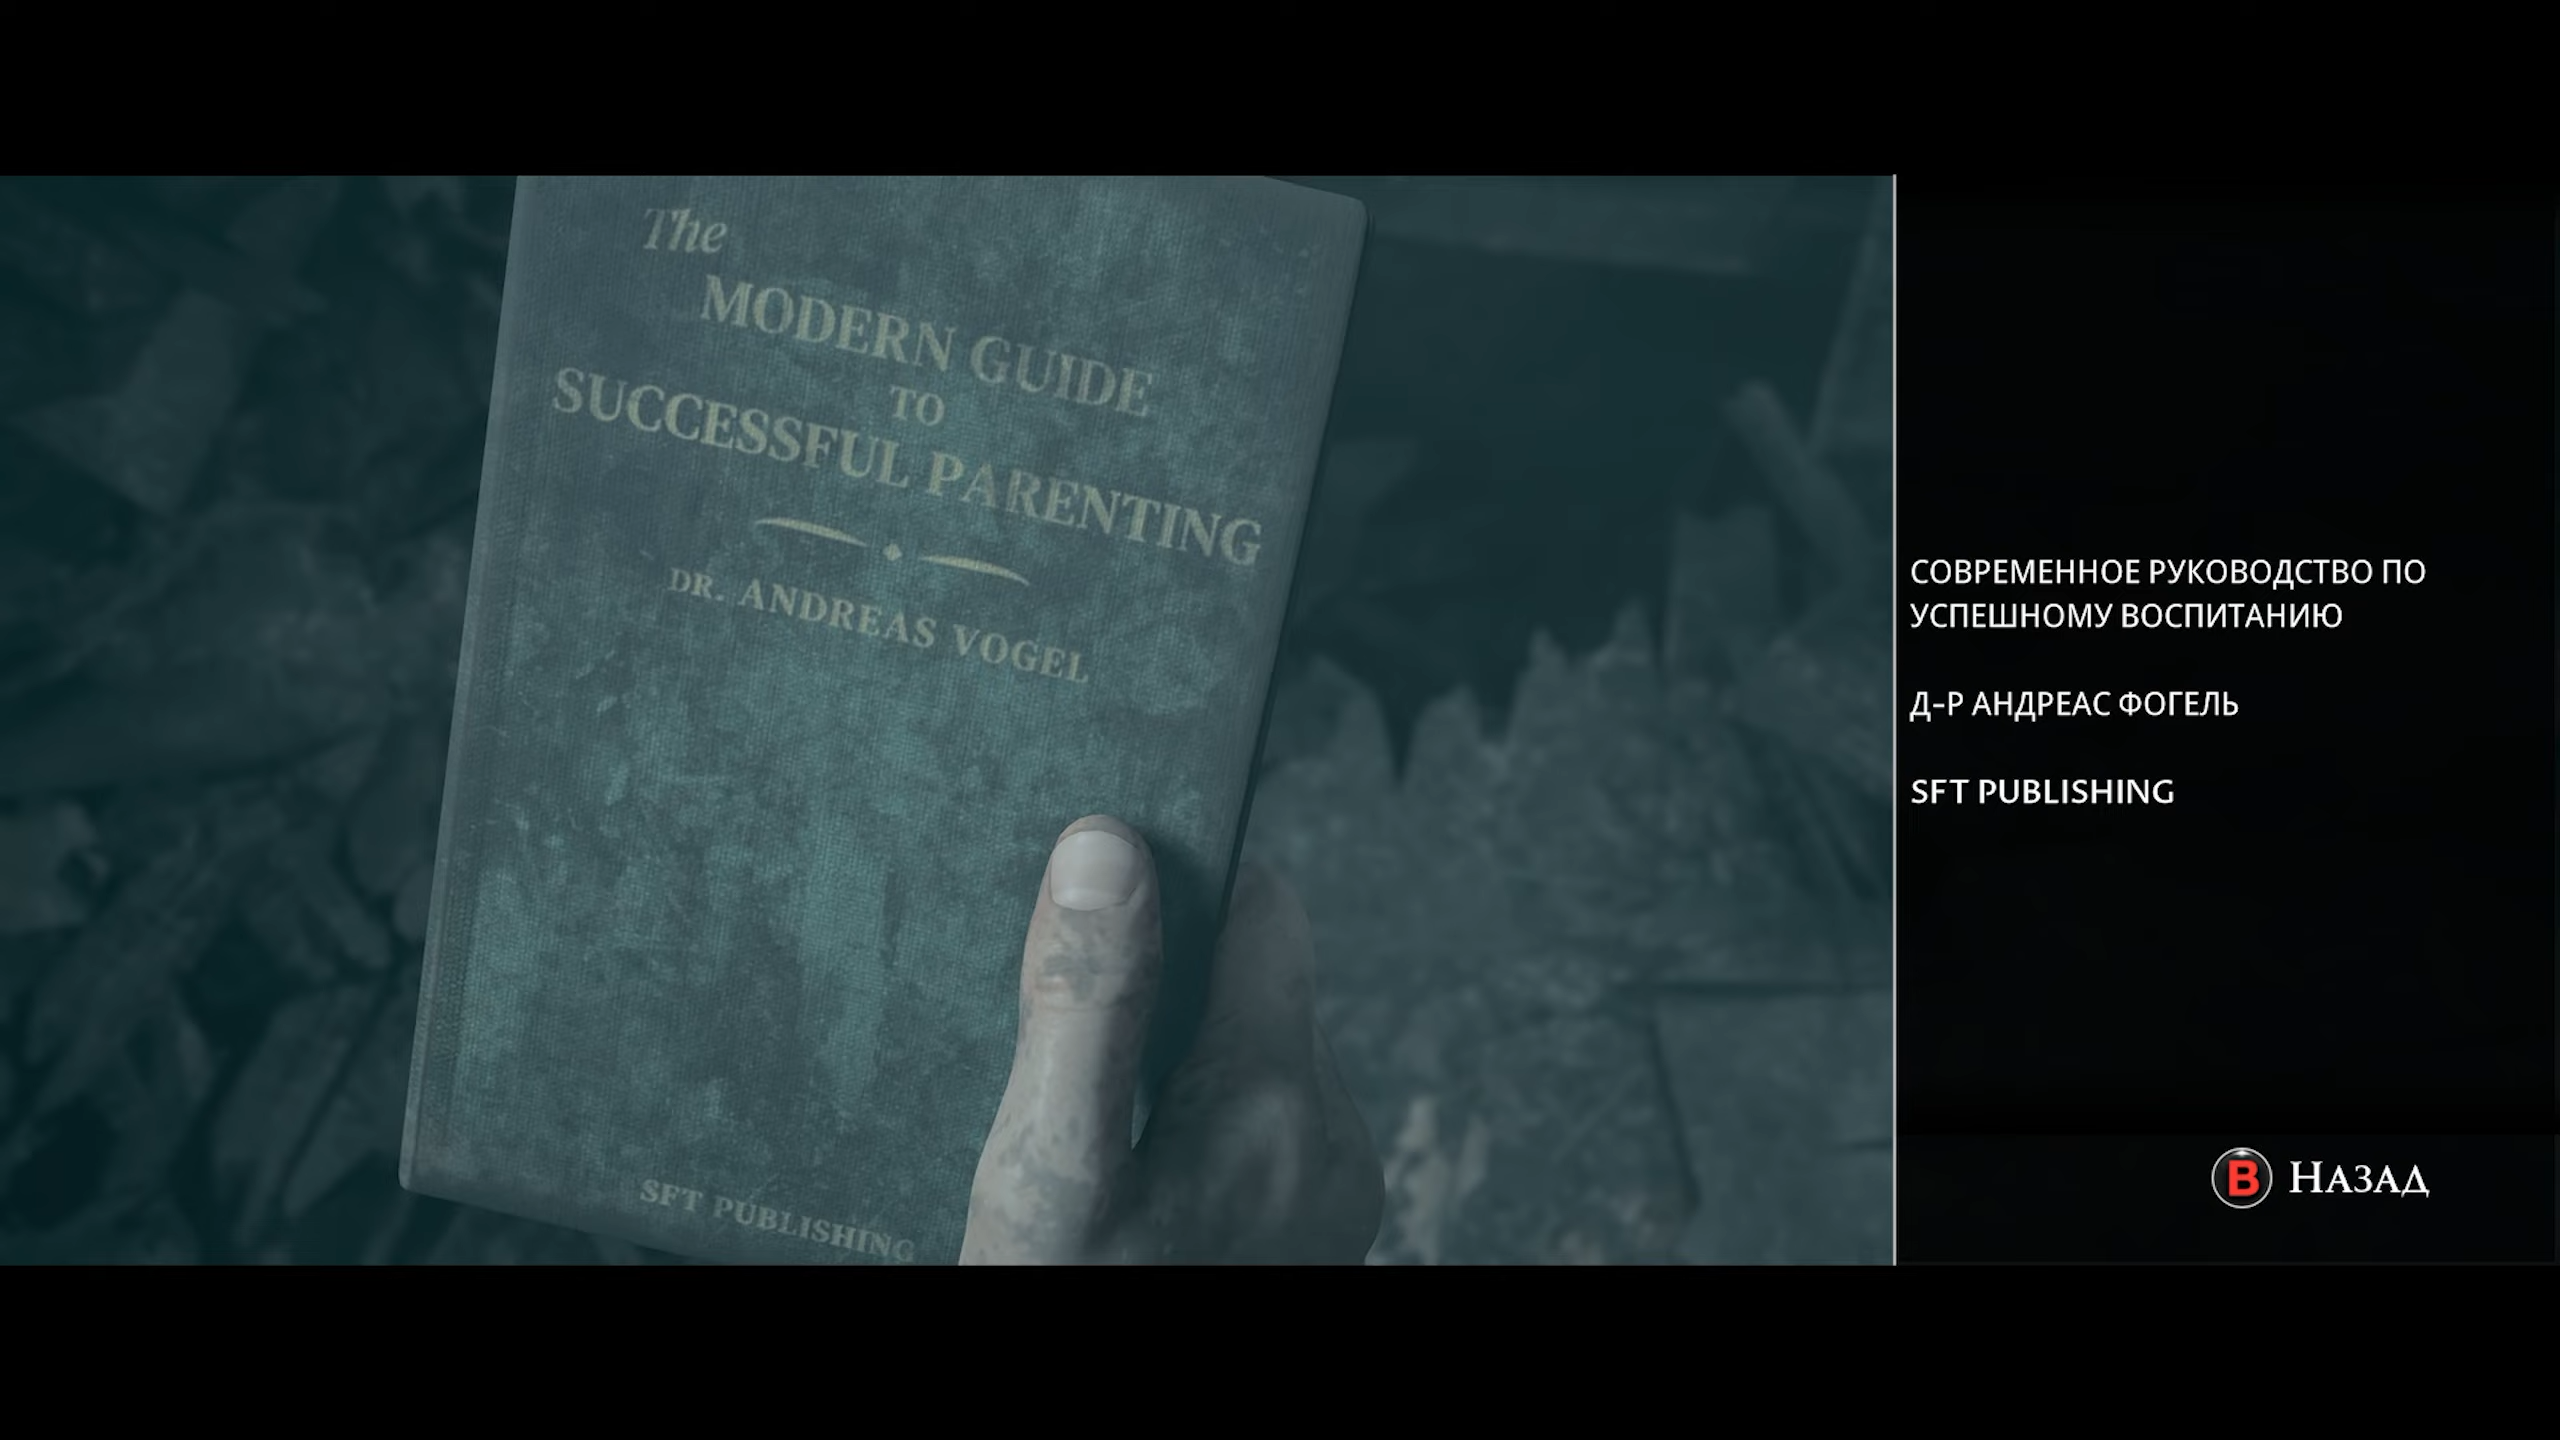 The
MODERN GUIDE
TO
SUCCESSFUL PARENTING
DR. ANDREAS VOGEL
SFT PUBLISHING
СОВРЕМЕННОЕ РУКОВОДСТВО ПО
УСПЕШНОМУ ВОСПИТАНИЮ
Д-Р АНДРЕАС ФОГЕЛЬ
SFT PUBLISHING
B НАЗАД